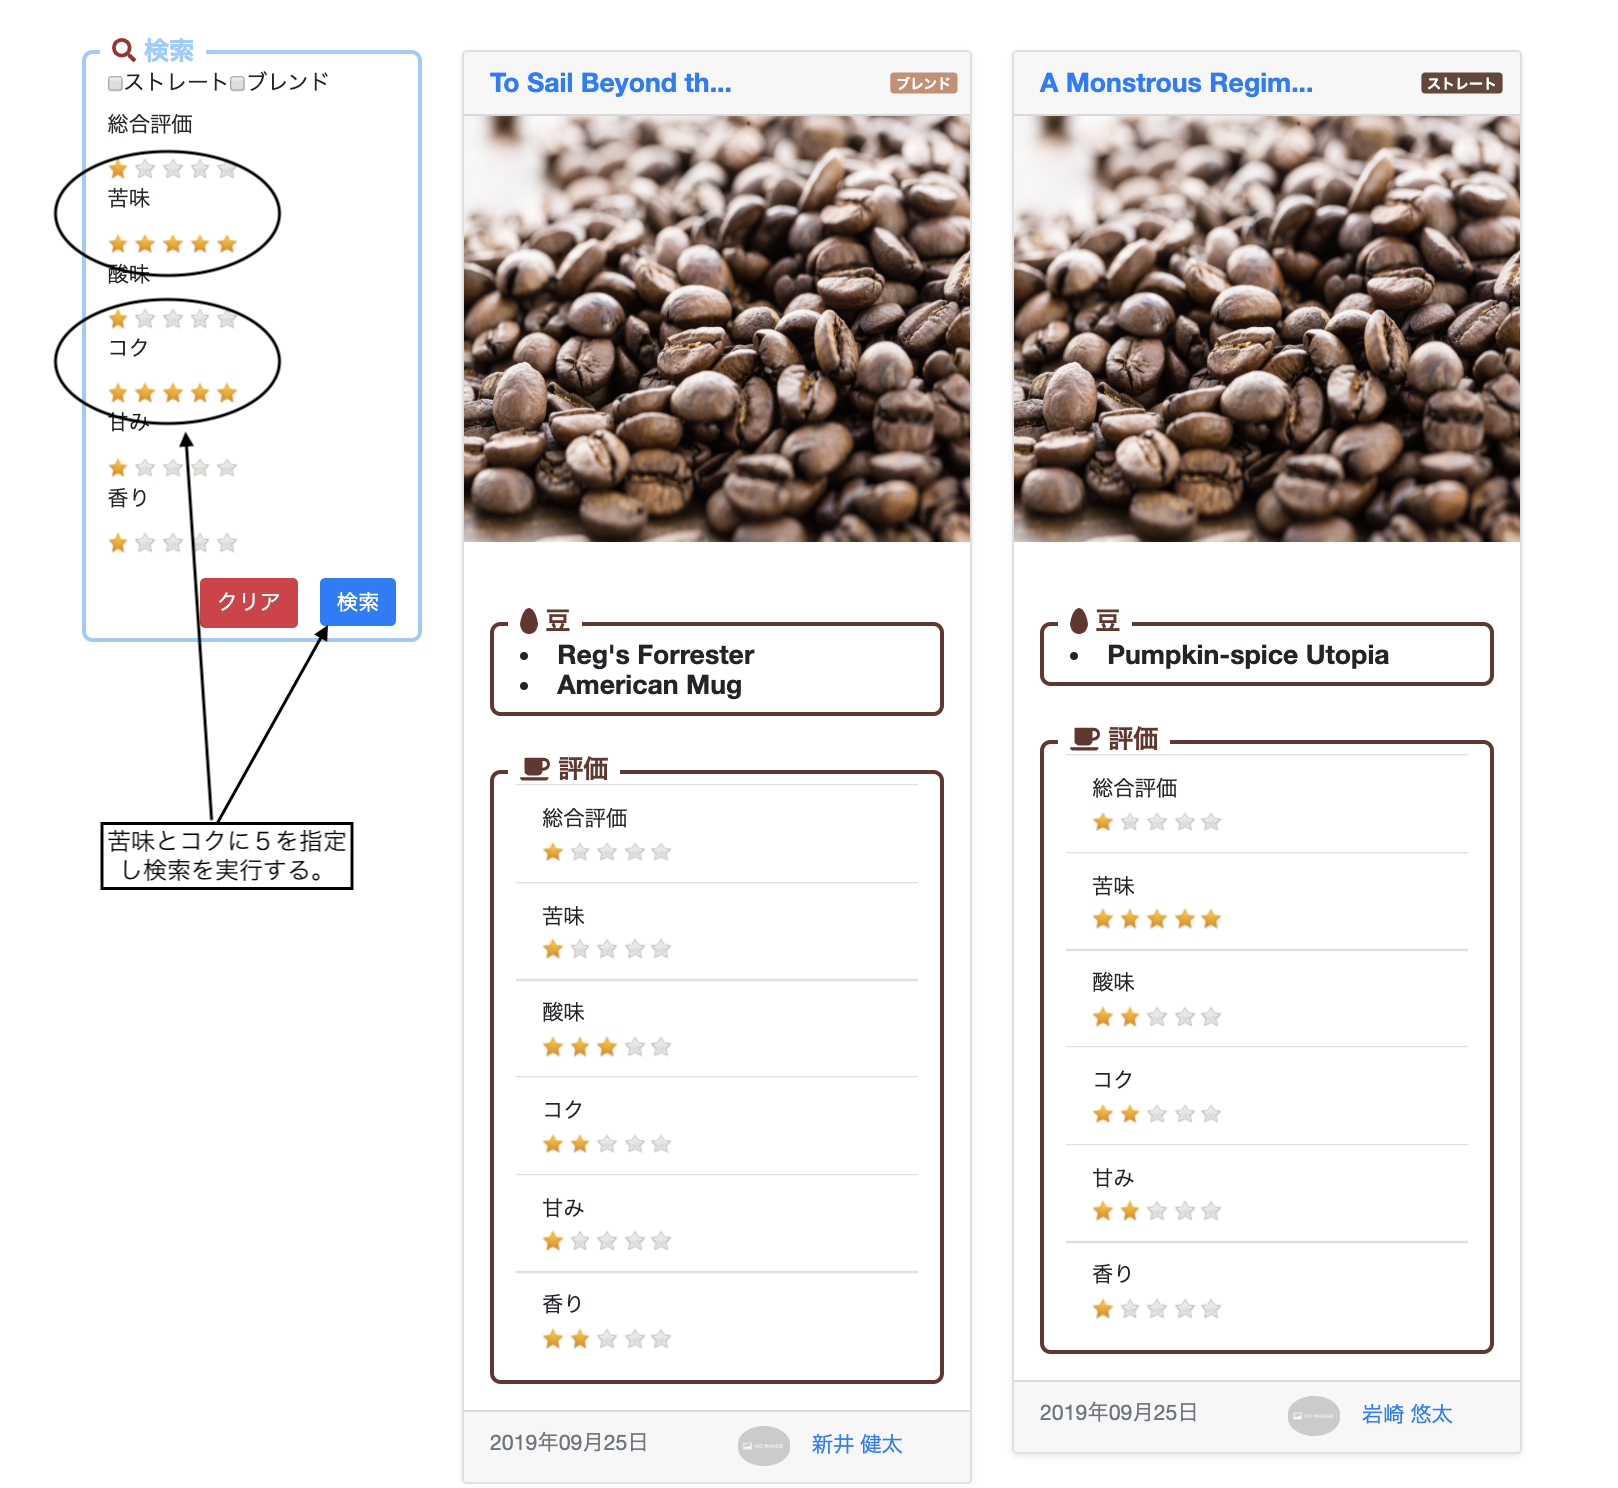 検索
ストレート ブレンド
総合評価
苦味
酸味
コク
甘み
香り
クリア 検索
苦味とコクに５を指定
し検索を実行する。
To Sail Beyond th... ブレンド
豆
• Reg's Forrester
• American Mug
評価
総合評価
苦味
酸味
コク
甘み
香り
2019年09月25日 NO IMAGE 新井 健太
A Monstrous Regim... ストレート
豆
• Pumpkin-spice Utopia
評価
総合評価
苦味
酸味
コク
甘み
香り
2019年09月25日 NO IMAGE 岩崎 悠太